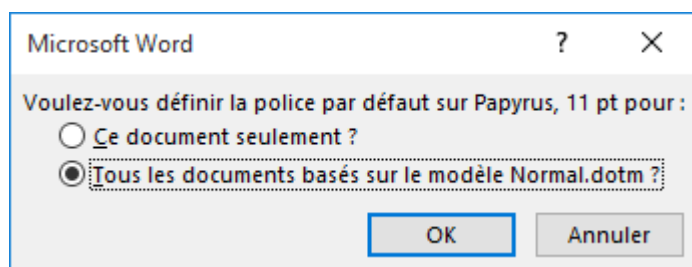 Microsoft Word
Voulez-vous définir la police par défaut sur Papyrus, 11 pt pour :
Ce document seulement ?
Tous les documents basés sur le modèle Normal.dotm ?
OK Annuler